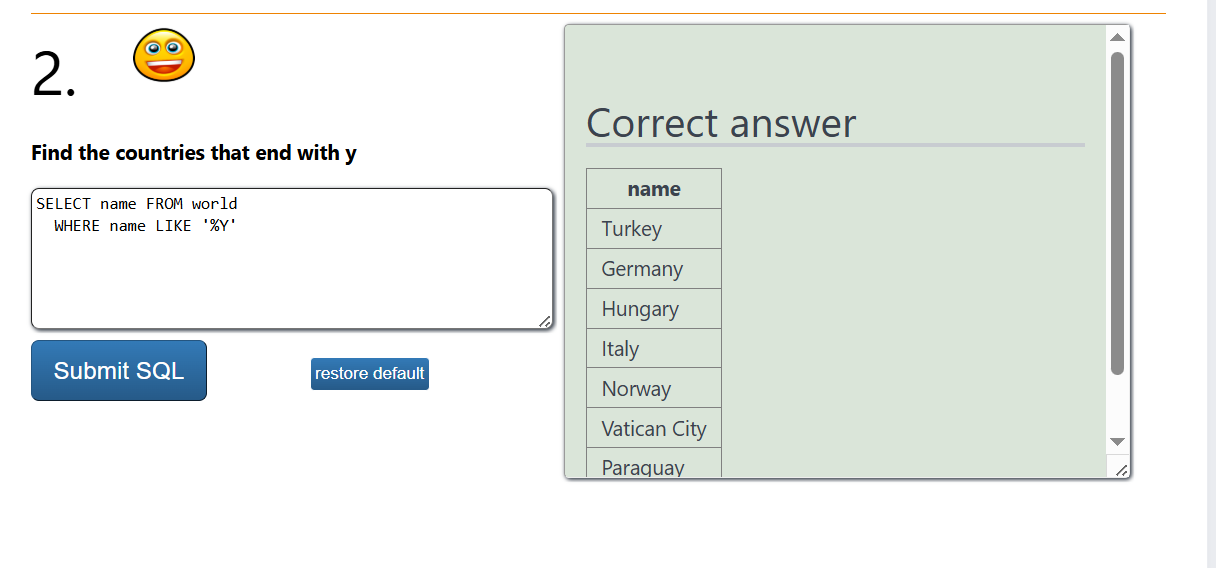 2.
Find the countries that end with y
SELECT name FROM world
WHERE name LIKE '%Y'
Submit SQL
restore default
Correct answer
name
Turkey
Germany
Hungary
Italy
Norway
Vatican City
Paraguay